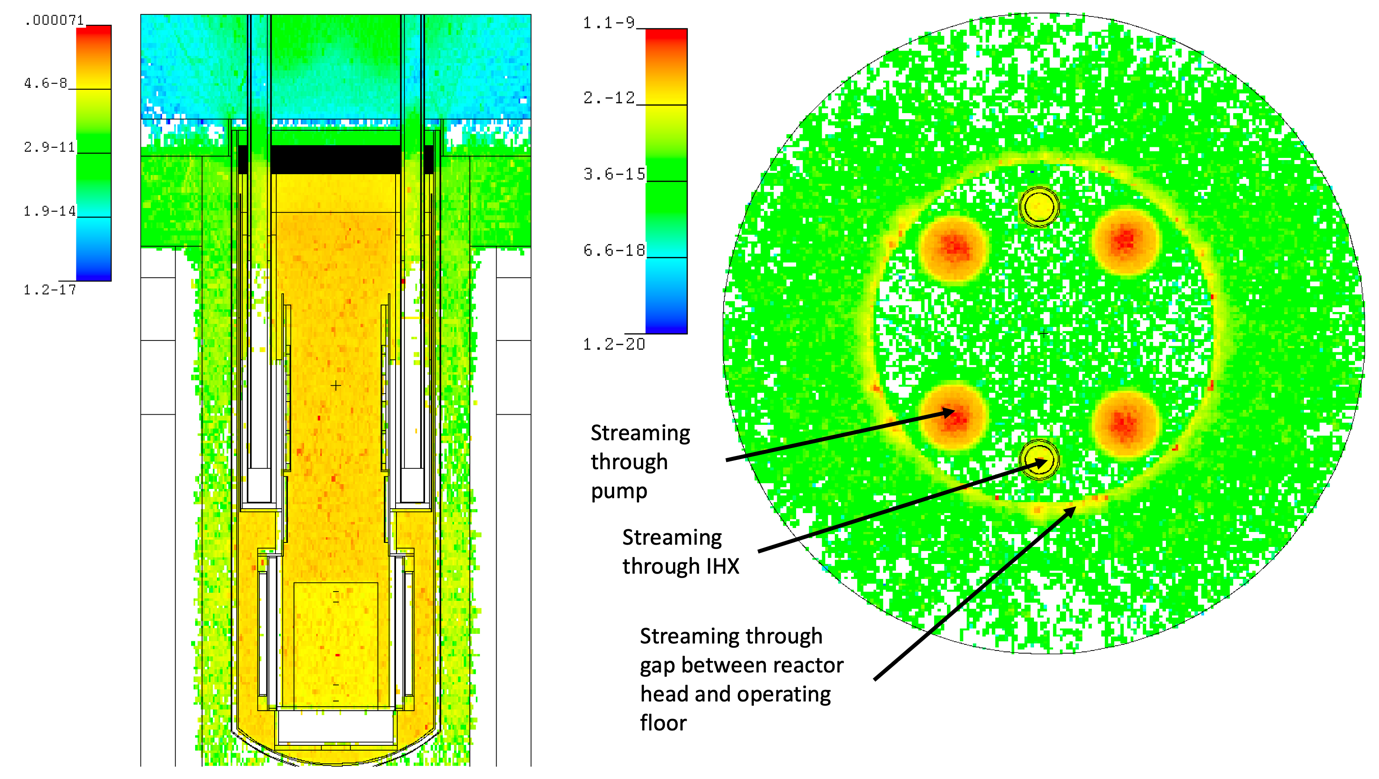 .000071
4.6-8
2.9-11
1.9-14
1.2-17
1.1-9
2.-12
3.6-15
6.6-18
1.2-20
Streaming
through
pump
Streaming
through IHX
Streaming through
gap between reactor
head and operating
floor